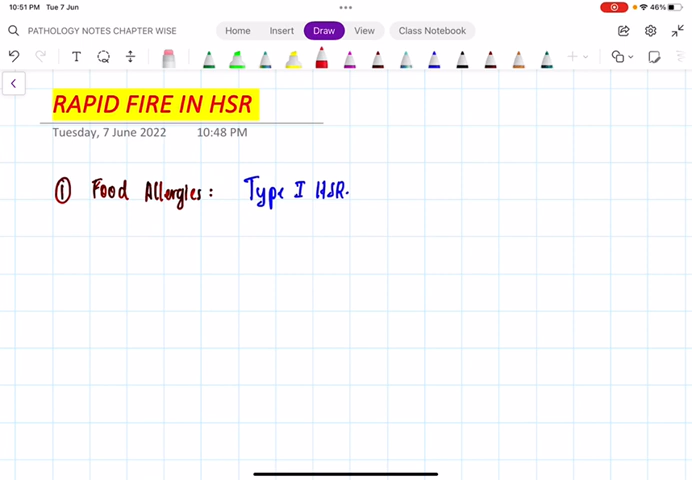 10:51 PM Tue 7 Jun
46%
PATHOLOGY NOTES CHAPTER WISE
Home Insert Draw View Class Notebook
T
RAPID FIRE IN HSR
Tuesday, 7 June 2022 10:48 PM
① Food Allergies : Type I HSR.